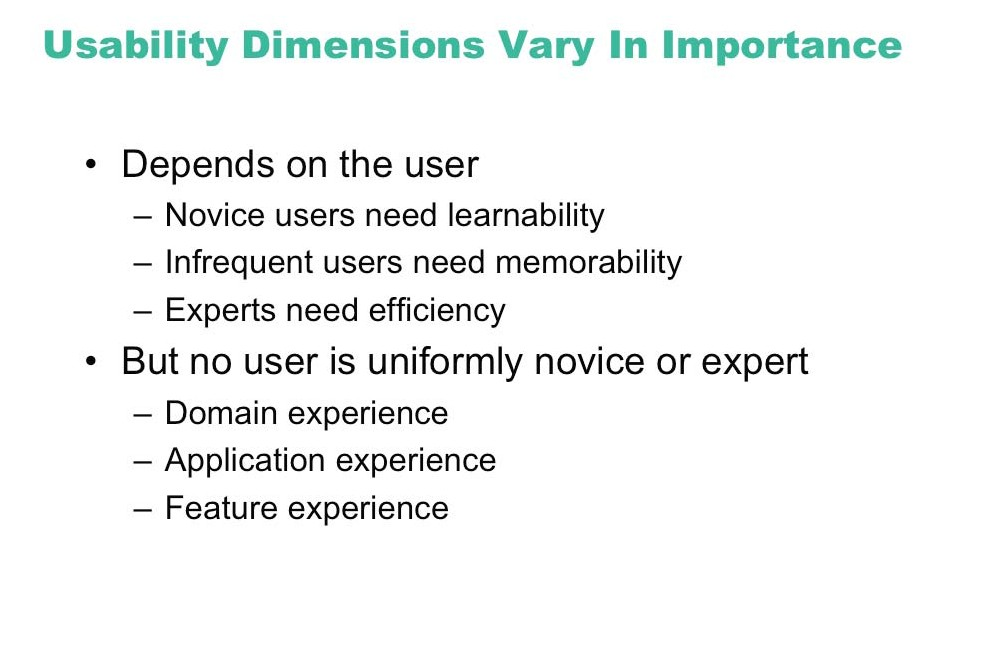 Usability Dimensions Vary In Importance
• Depends on the user
– Novice users need learnability
– Infrequent users need memorability
– Experts need efficiency
• But no user is uniformly novice or expert
– Domain experience
– Application experience
– Feature experience